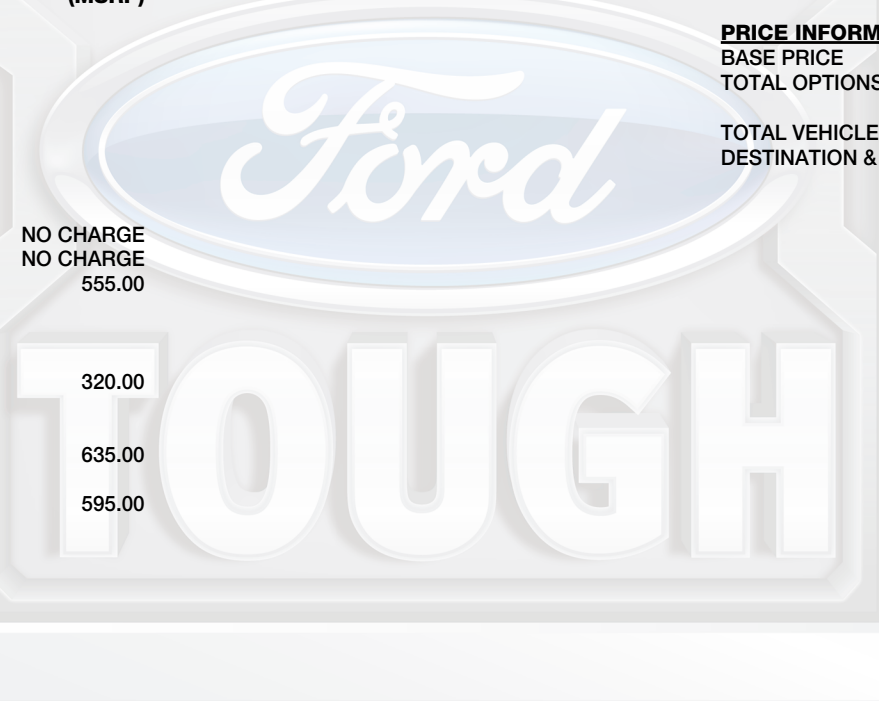 (MSRP)
PRICE INFORM
BASE PRICE
TOTAL OPTIONS
TOTAL VEHICLE
DESTINATION &
NO CHARGE
NO CHARGE
555.00
320.00
635.00
595.00
Ford
TOUGH